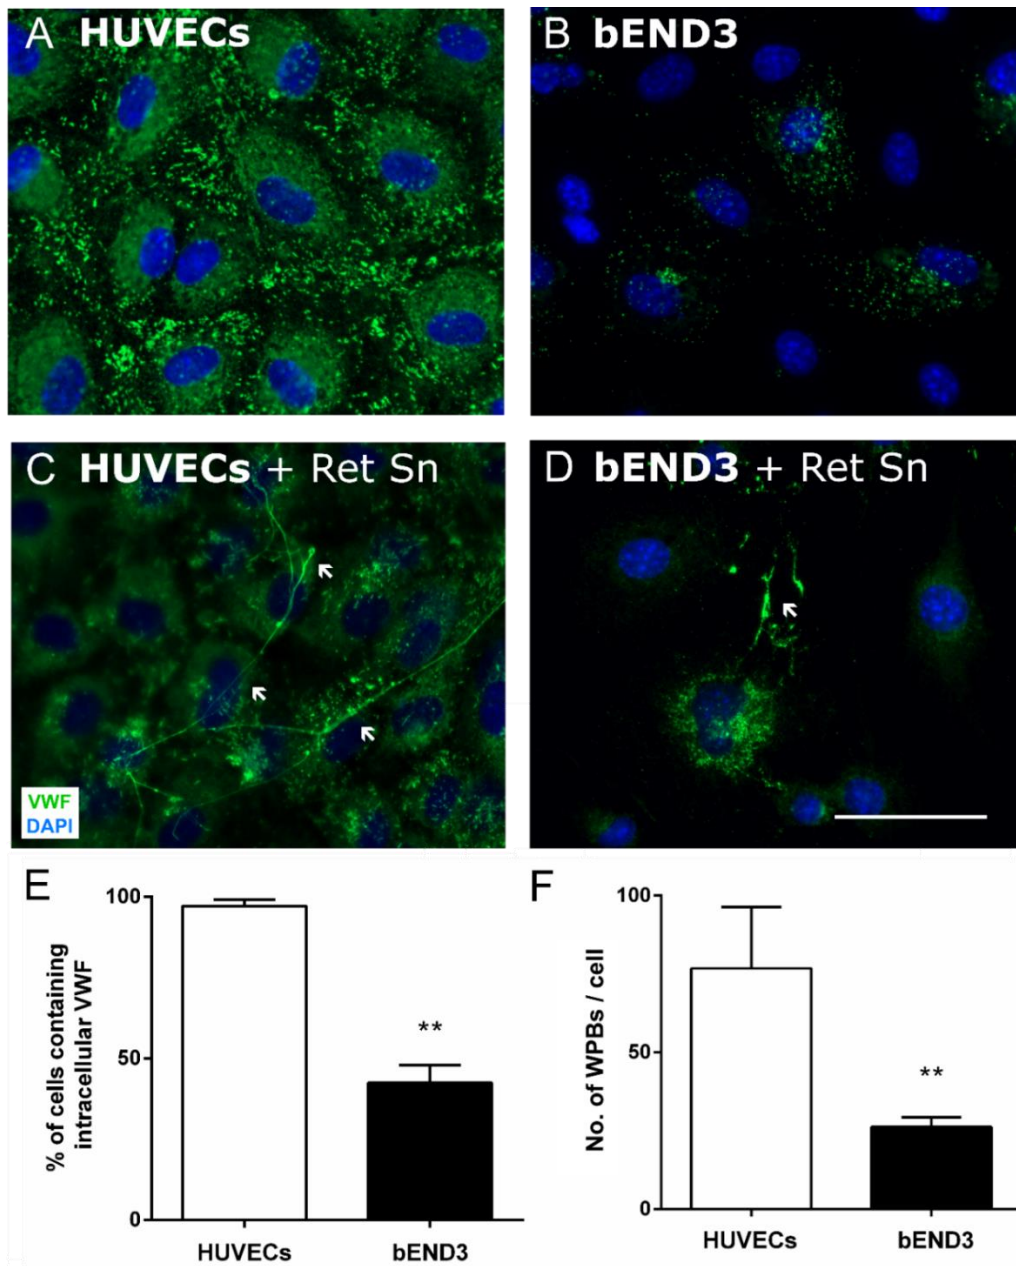 A HUVECs
B bEND3
C HUVECs + Ret Sn
VWF
DAPI
D bEND3 + Ret Sn
E
% of cells containing
intracellular VWF
100
50
0
**
HUVECs
bEND3
F
No. of WPBs / cell
100
50
0
**
HUVECs
bEND3